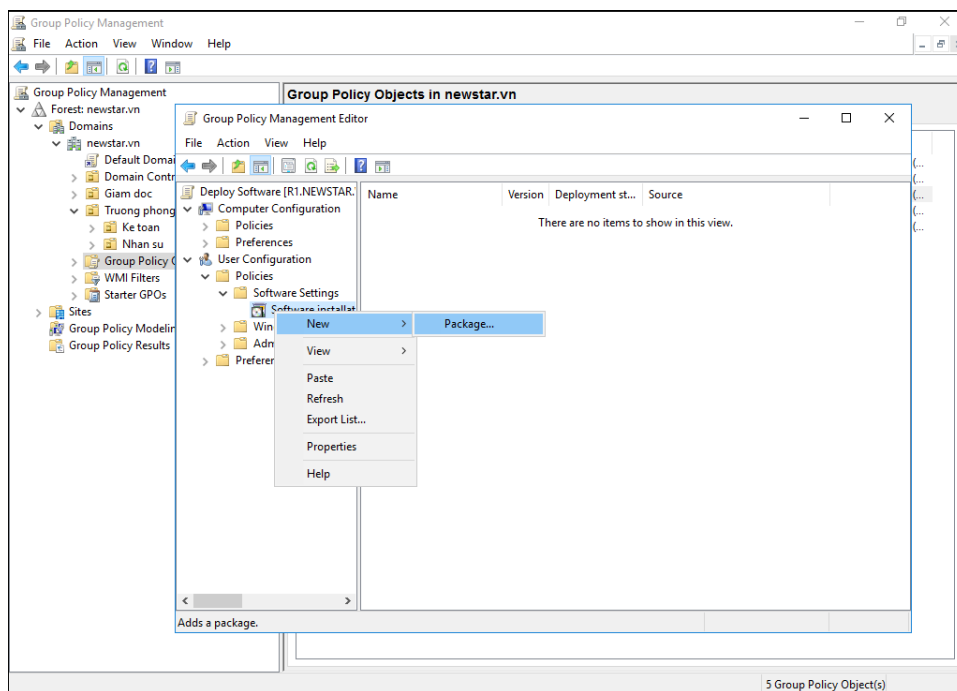 Group Policy Management
File Action View Window Help
Group Policy Management
Forest: newstar.vn
Domains
newstar.vn
Default Domai
Domain Contr
Giam doc
Truong phong
Ke toan
Nhan su
Group Policy
WMI Filters
Starter GPOs
Sites
Group Policy Modelin
Group Policy Results
Group Policy Objects in newstar.vn
Group Policy Management Editor
File Action View Help
Deploy Software [R1.NEWSTAR.
Computer Configuration
Policies
Preferences
User Configuration
Policies
Software Settings
Software installat
Win
Adm
Preferen
Name Version Deployment st... Source
There are no items to show in this view.
New
Package...
View
Paste
Refresh
Export List...
Properties
Help
Adds a package.
(...
(...
(...
(...
(...
5 Group Policy Object(s)